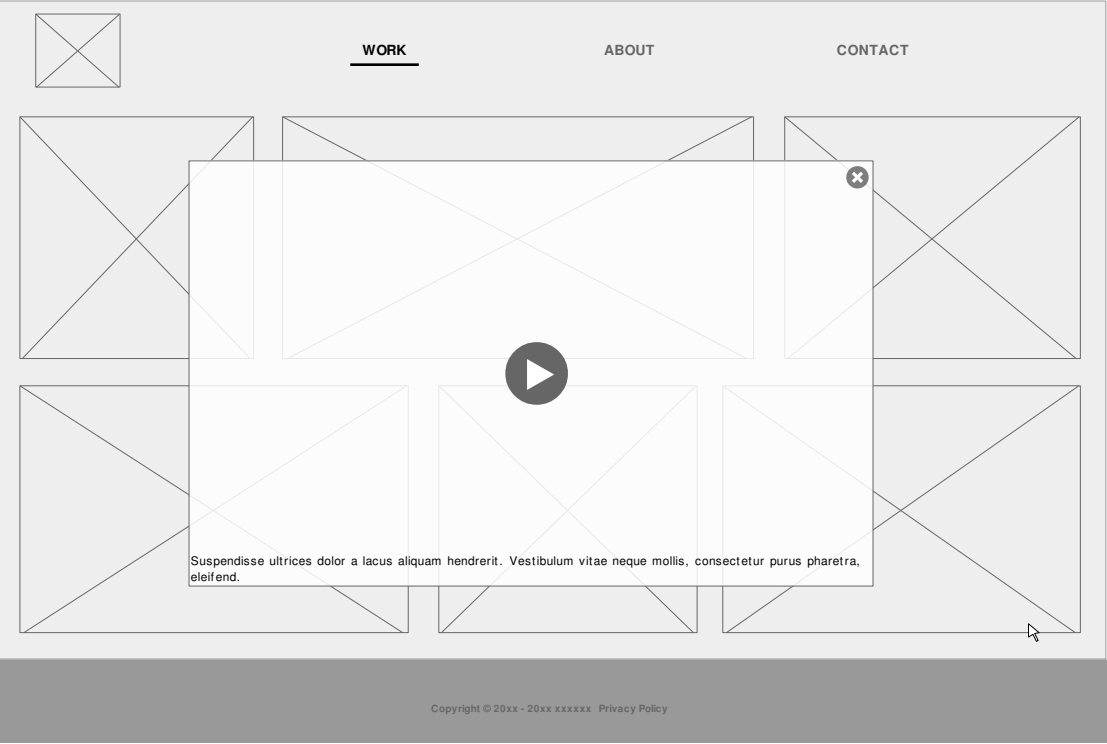 WORK
ABOUT
CONTACT
Suspendisse ultrices dolor a lacus aliquam hendrerit. Vestibulum vitae neque mollis, consectetur purus pharetra,
eleifend.
Copyright © 20xx - 20xx xxxxxx Privacy Policy